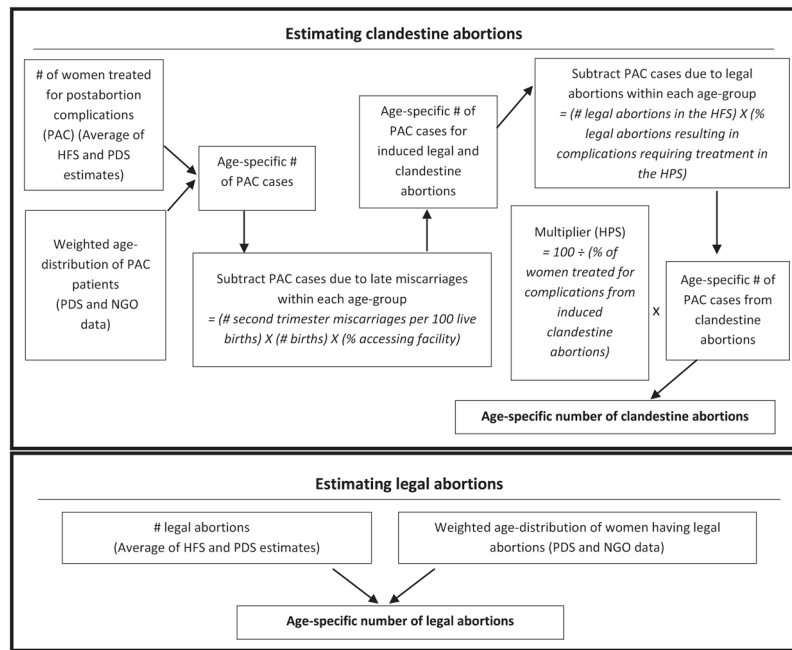 Estimating clandestine abortions
# of women treated
for postabortion
complications
(PAC) (Average of
HFS and PDS
estimates)
Weighted age-
distribution of PAC
patients
(PDS and NGO
data)
Age-specific #
of PAC cases
Subtract PAC cases due to late miscarriages
within each age-group
= (# second trimester miscarriages per 100 live
births) X (# births) X (% accessing facility)
Age-specific # of
PAC cases for
induced legal and
clandestine
abortions
Subtract PAC cases due to legal
abortions within each age-group
= (# legal abortions in the HFS) X (%
legal abortions resulting in
complications requiring treatment in
the HPS)
Multiplier (HPS)
= 100 ÷ (% of
women treated for
complications from
induced
clandestine
abortions)
x
Age-specific # of
PAC cases from
clandestine
abortions
Age-specific number of clandestine abortions
Estimating legal abortions
# legal abortions
(Average of HFS and PDS estimates)
Weighted age-distribution of women having legal
abortions (PDS and NGO data)
Age-specific number of legal abortions